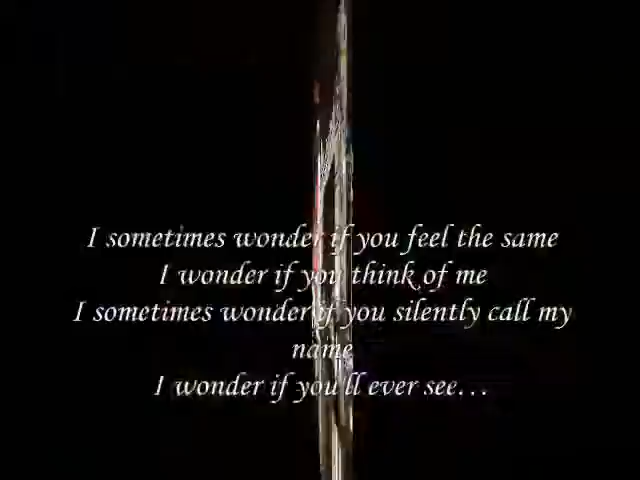 I sometimes wonder if you feel the same
I wonder if you think of me
I sometimes wonder if you silently call my
name
I wonder if you'll ever see...